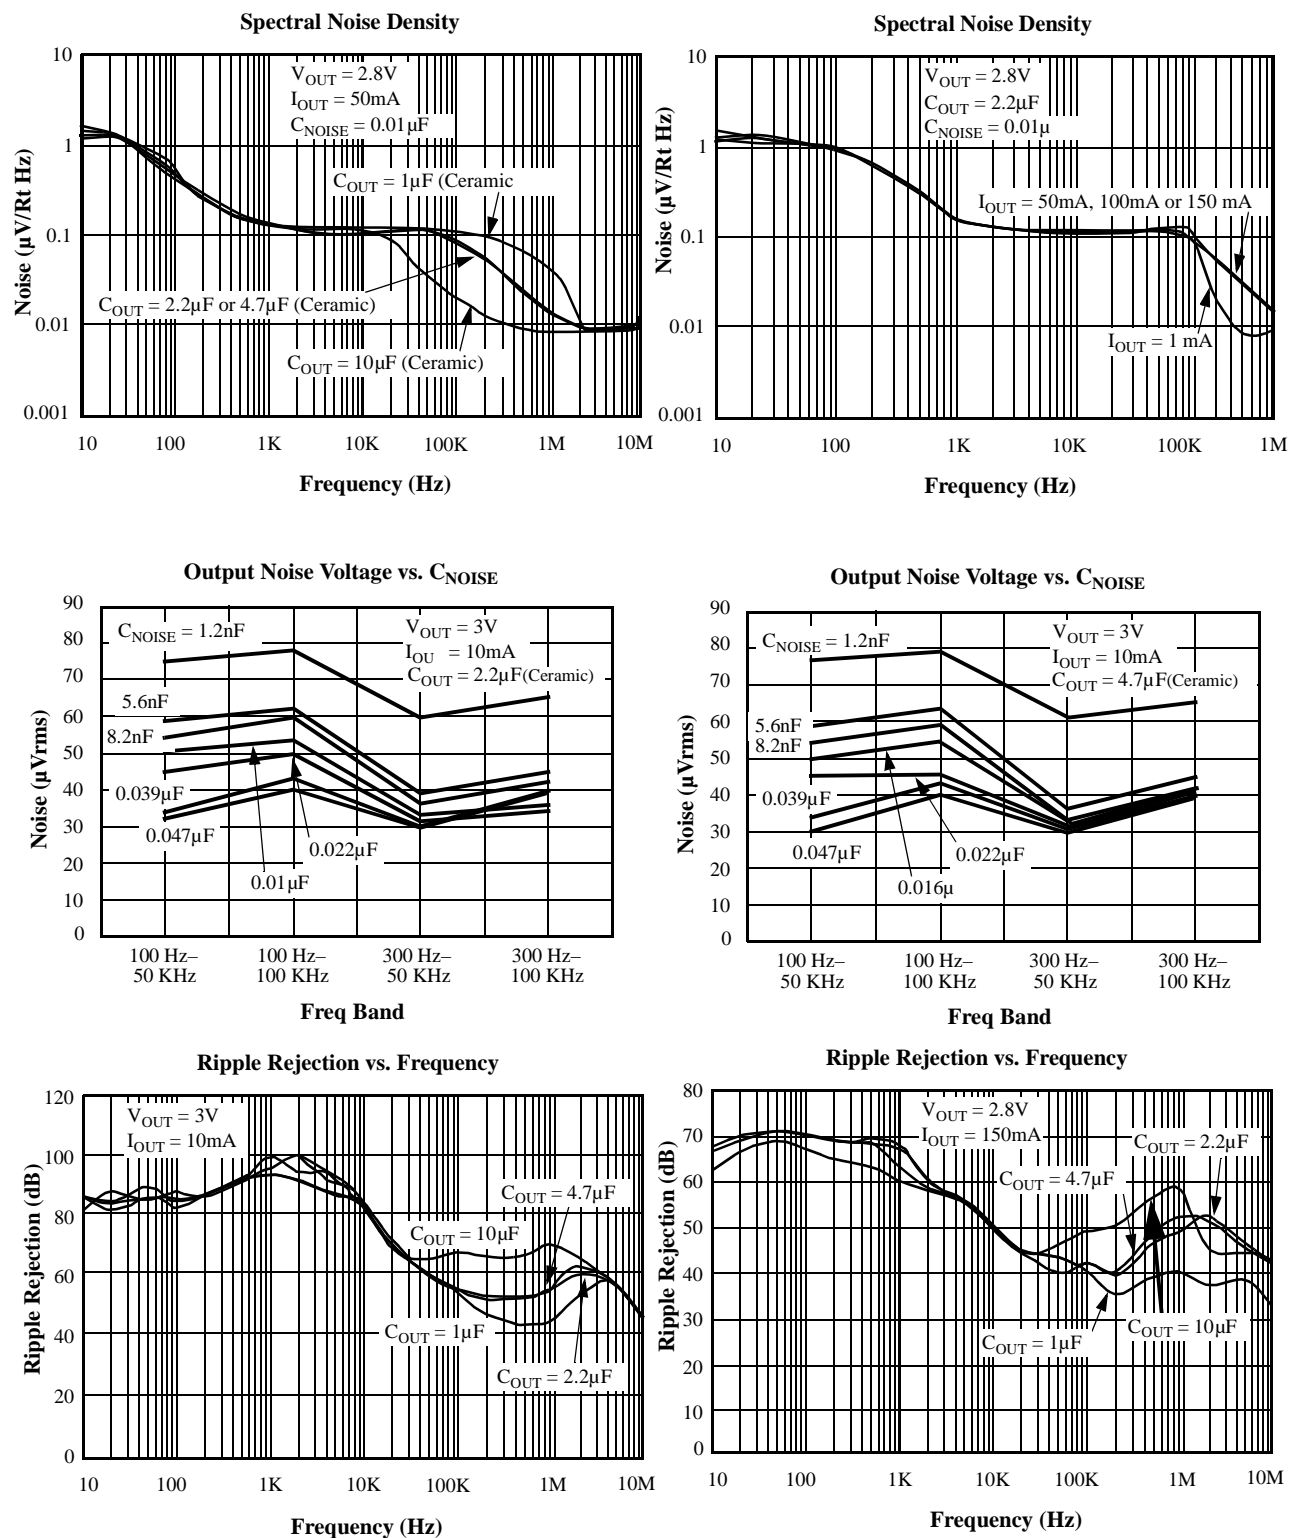 Spectral Noise Density
10
1
0.1
0.01
0.001
Noise (µV/Rt Hz)
V_OUT = 2.8V
I_OUT = 50mA
C_NOISE = 0.01µF
C_OUT = 1µF (Ceramic
C_OUT = 2.2µF or 4.7µF (Ceramic)
C_OUT = 10µF (Ceramic)
10 100 1K 10K 100K 1M 10M
Frequency (Hz)
Spectral Noise Density
10
1
0.1
0.01
0.001
Noise (µV/Rt Hz)
V_OUT = 2.8V
C_OUT = 2.2µF
C_NOISE = 0.01µ
I_OUT = 50mA, 100mA or 150 mA
I_OUT = 1 mA
10 100 1K 10K 100K 1M
Frequency (Hz)
Output Noise Voltage vs. C_NOISE
90
80
70
60
50
40
30
20
10
0
Noise (µVrms)
C_NOISE = 1.2nF
V_OUT = 3V
I_OU = 10mA
C_OUT = 2.2µF(Ceramic)
5.6nF
8.2nF
0.039µF
0.047µF
0.022µF
0.01µF
100 Hz– 100 Hz– 300 Hz– 300 Hz–
50 KHz 100 KHz 50 KHz 100 KHz
Freq Band
Output Noise Voltage vs. C_NOISE
90
80
70
60
50
40
30
20
10
0
Noise (µVrms)
C_NOISE = 1.2nF
V_OUT = 3V
I_OUT = 10mA
C_OUT = 4.7µF(Ceramic)
5.6nF
8.2nF
0.039µF
0.047µF
0.022µF
0.016µ
100 Hz– 100 Hz– 300 Hz– 300 Hz–
50 KHz 100 KHz 50 KHz 100 KHz
Freq Band
Ripple Rejection vs. Frequency
120
100
80
60
40
20
0
Ripple Rejection (dB)
V_OUT = 3V
I_OUT = 10mA
C_OUT = 4.7µF
C_OUT = 10µF
C_OUT = 1µF
C_OUT = 2.2µF
10 100 1K 10K 100K 1M 10M
Frequency (Hz)
Ripple Rejection vs. Frequency
80
70
60
50
40
30
20
10
0
Ripple Rejection (dB)
V_OUT = 2.8V
I_OUT = 150mA
C_OUT = 2.2µF
C_OUT = 4.7µF
C_OUT = 10µF
C_OUT = 1µF
10 100 1K 10K 100K 1M 10M
Frequency (Hz)